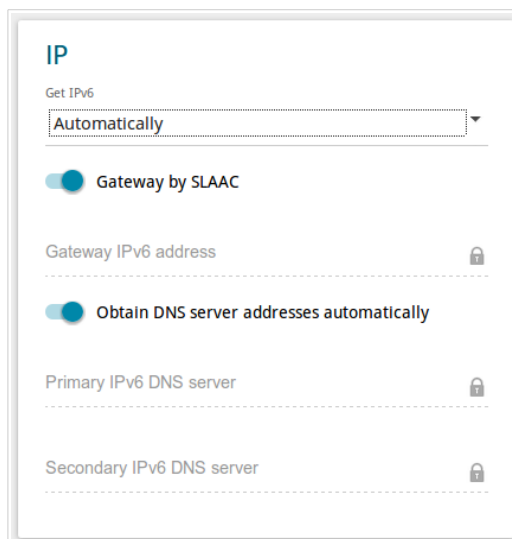 IP
Get IPv6
Automatically
Gateway by SLAAC
Gateway IPv6 address
Obtain DNS server addresses automatically
Primary IPv6 DNS server
Secondary IPv6 DNS server